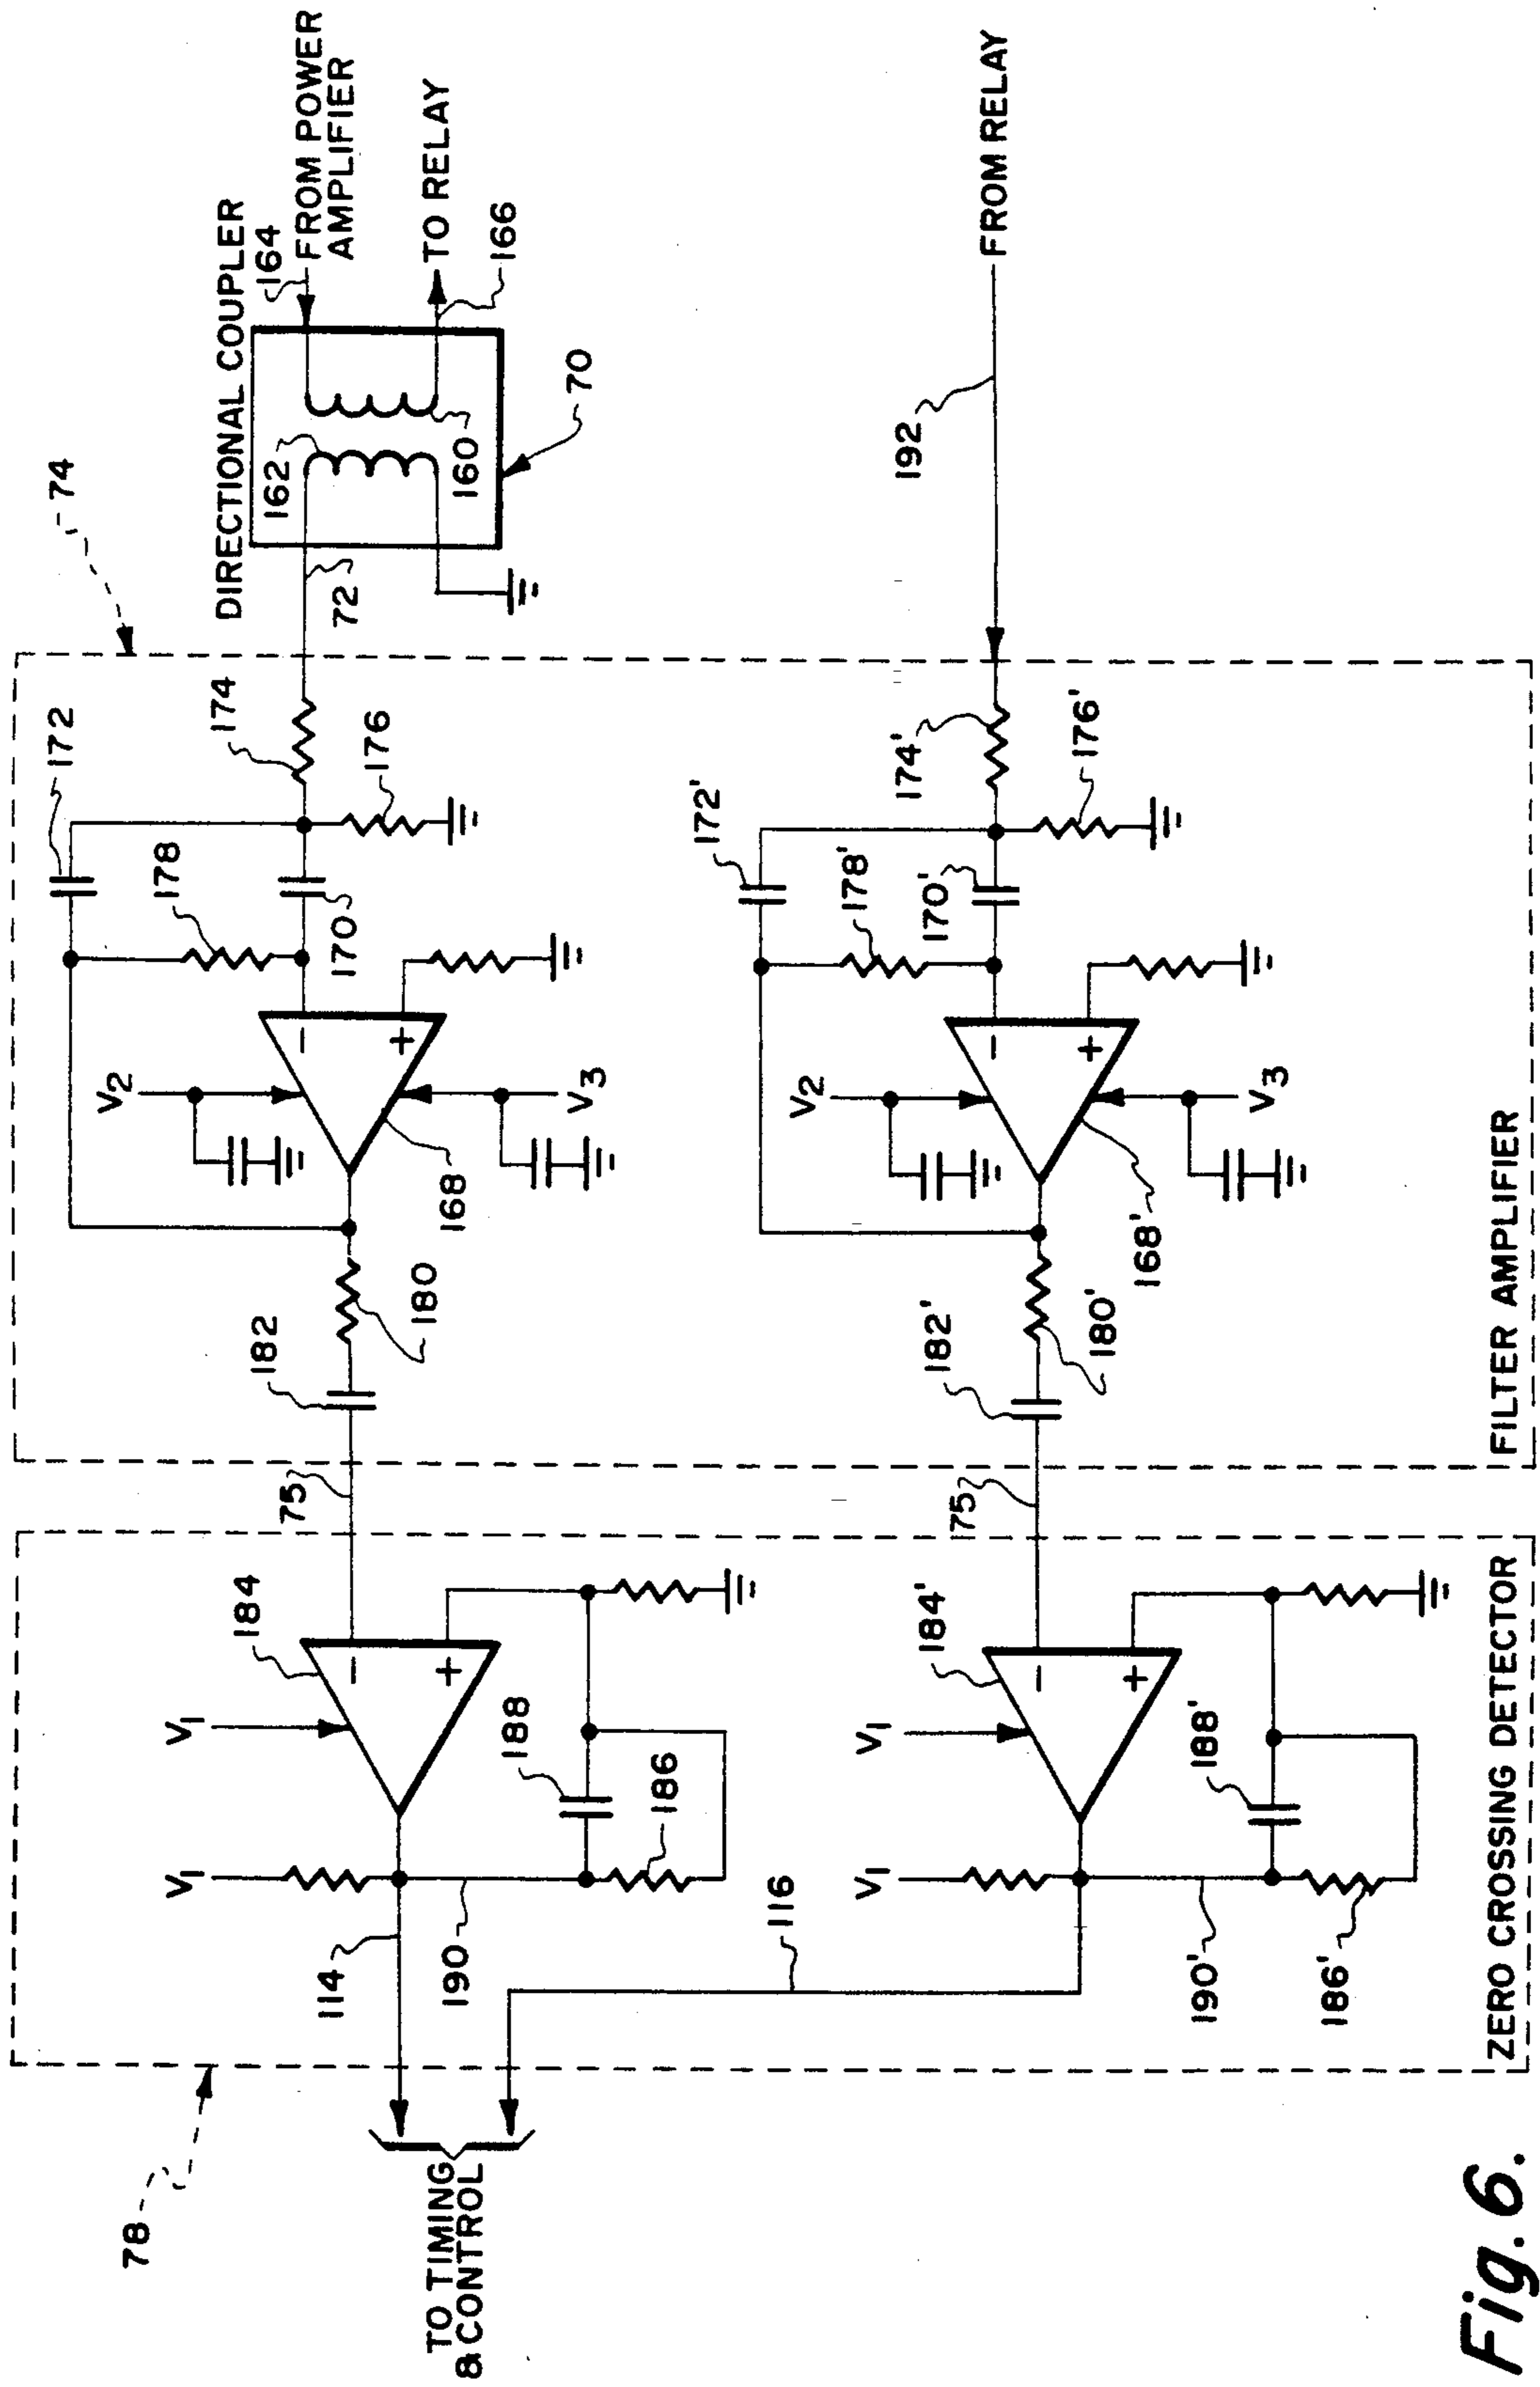 78
TO TIMING
& CONTROL
114
190
116
190'
186'
V1
V1
184
188
186
V1
V1
184'
188'
ZERO CROSSING DETECTOR
75
75
182
180
168
V2
V3
178
170
172
174
176
−
+
−
+
182'
180'
168'
V2
V3
178'
170'
172'
174'
176'
−
+
−
+
FILTER AMPLIFIER
74
72
DIRECTIONAL COUPLER
162
160
164
FROM POWER
AMPLIFIER
TO RELAY
166
70
192
FROM RELAY
Fig. 6.